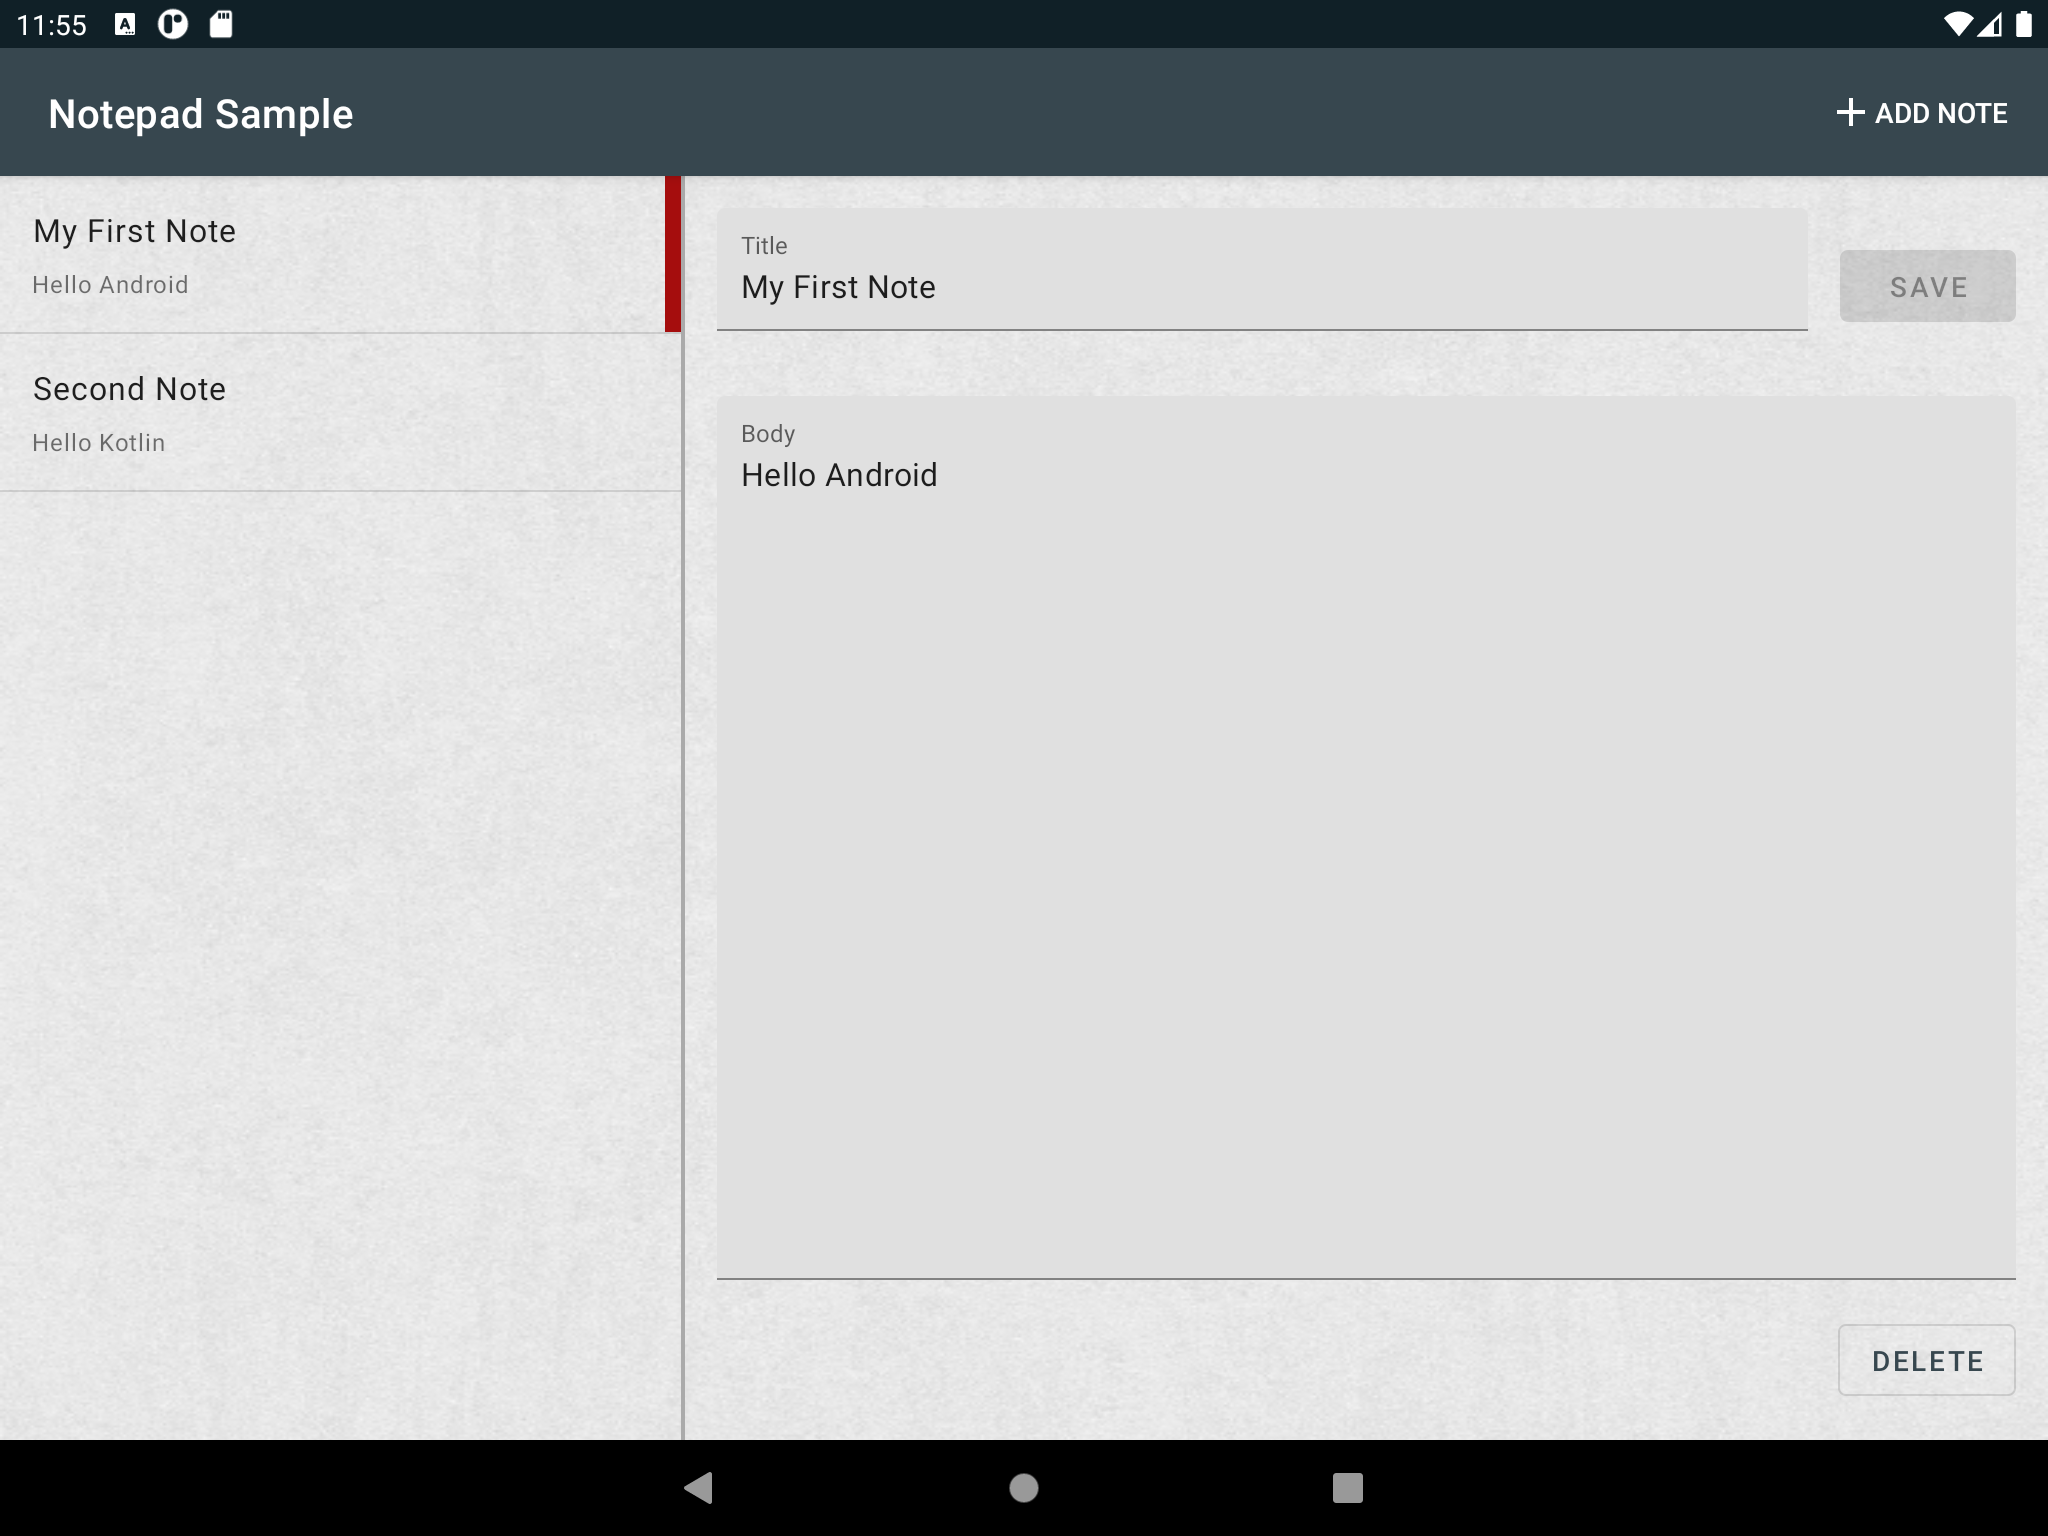 11:55
Notepad Sample
ADD NOTE
My First Note
Hello Android
Second Note
Hello Kotlin
Title
My First Note
SAVE
Body
Hello Android
DELETE